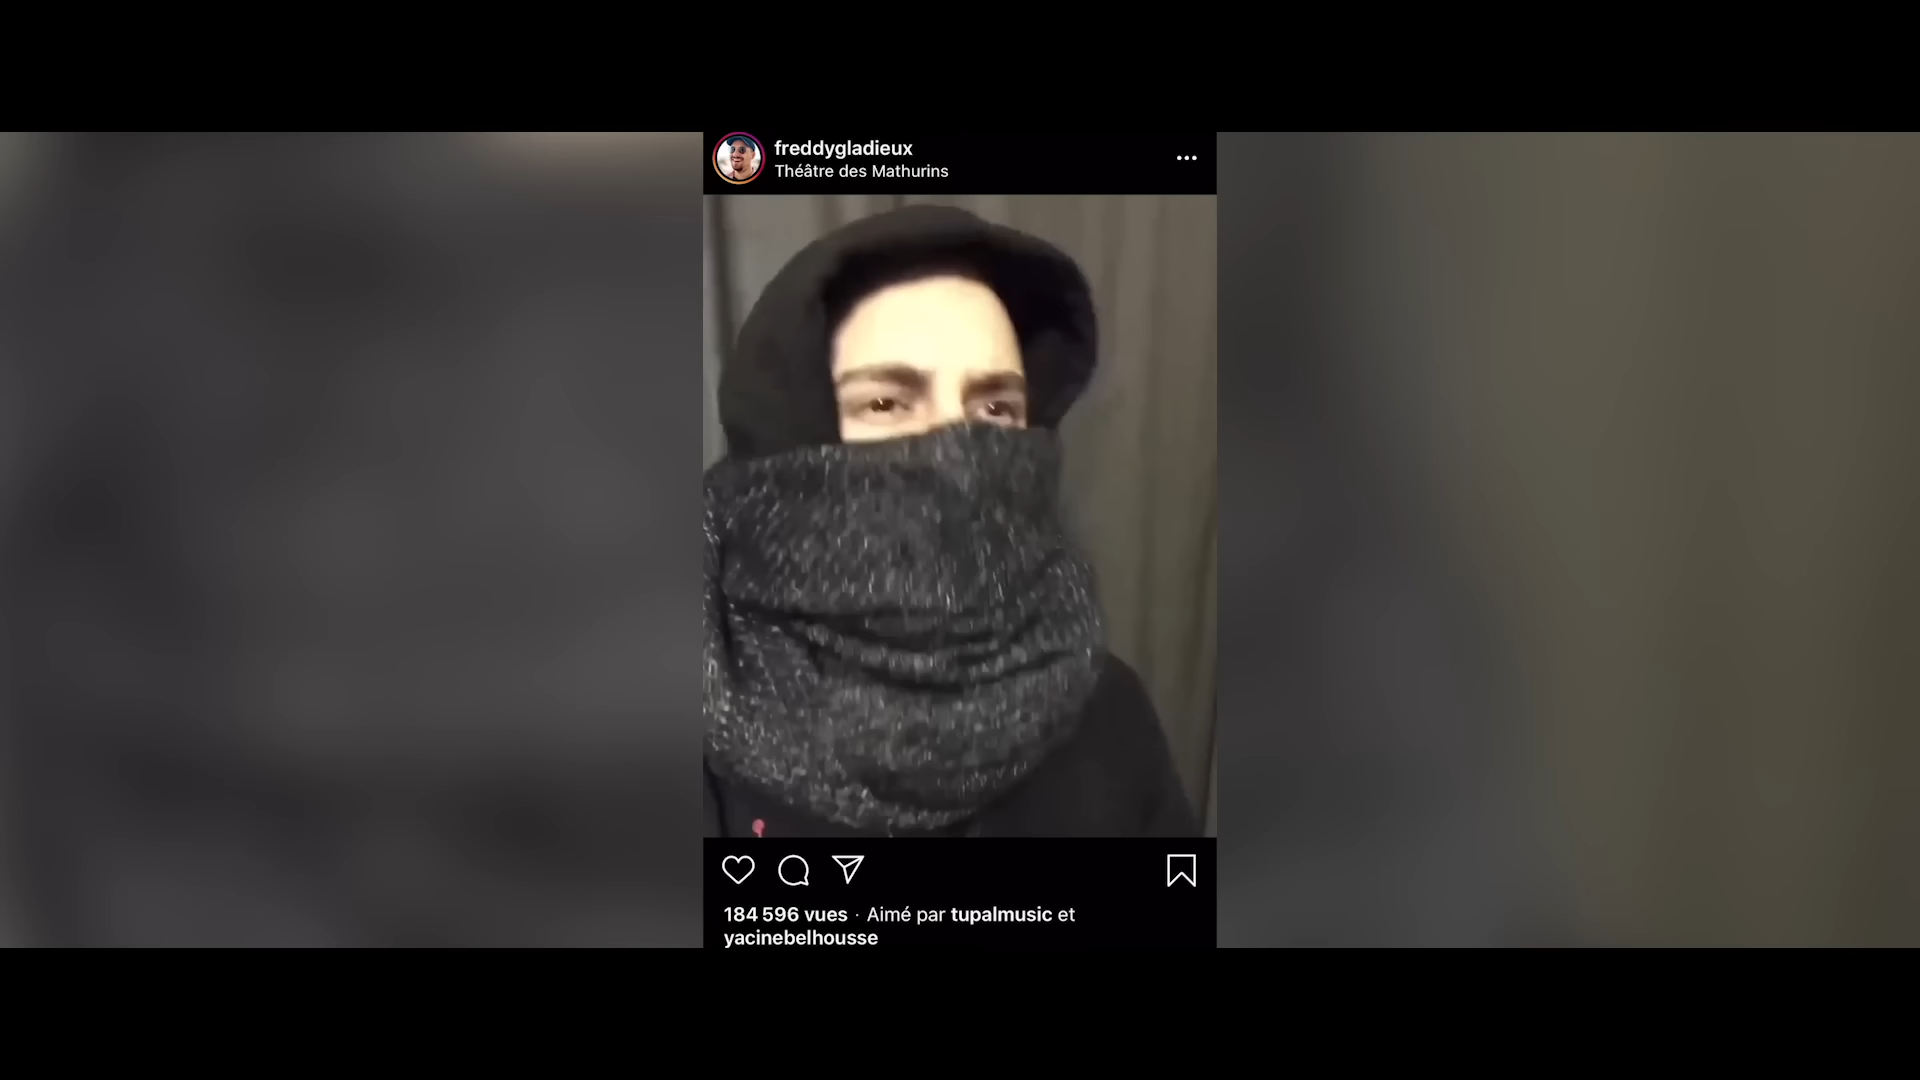 freddygladieux
Théâtre des Mathurins
184 596 vues · Aimé par tupalmusic et
yacinebelhousse